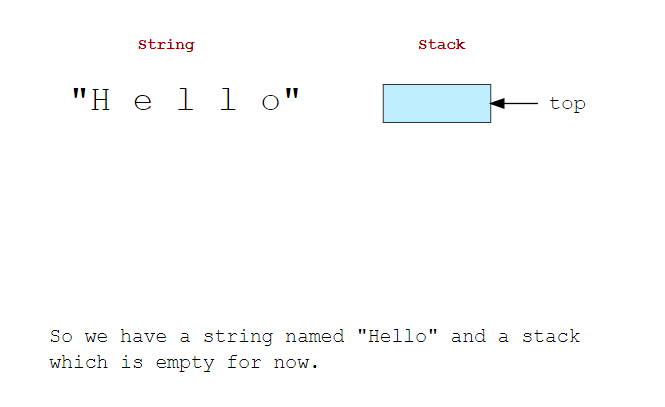 String
Stack
"H e l l o"
top
So we have a string named "Hello" and a stack
which is empty for now.